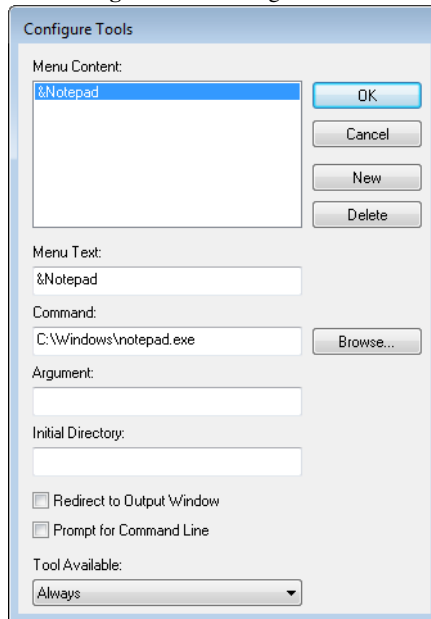 Configure Tools
Menu Content:
&Notepad
OK
Cancel
New
Delete
Menu Text:
&Notepad
Command:
C:\Windows\notepad.exe
Browse...
Argument:
Initial Directory:
Redirect to Output Window
Prompt for Command Line
Tool Available:
Always